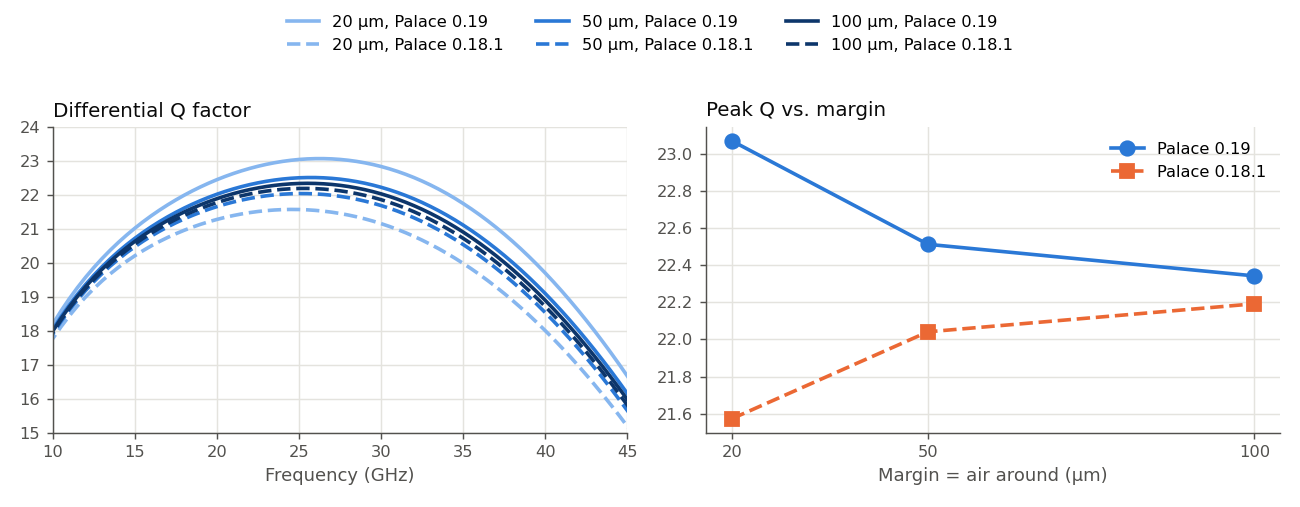 20 µm, Palace 0.19
50 µm, Palace 0.19
100 µm, Palace 0.19
20 µm, Palace 0.18.1
50 µm, Palace 0.18.1
100 µm, Palace 0.18.1
Differential Q factor
24
23
22
21
20
19
18
17
16
15
10
15
20
25
30
35
40
45
Frequency (GHz)
Peak Q vs. margin
Palace 0.19
Palace 0.18.1
23.0
22.8
22.6
22.4
22.2
22.0
21.8
21.6
20
50
100
Margin = air around (µm)